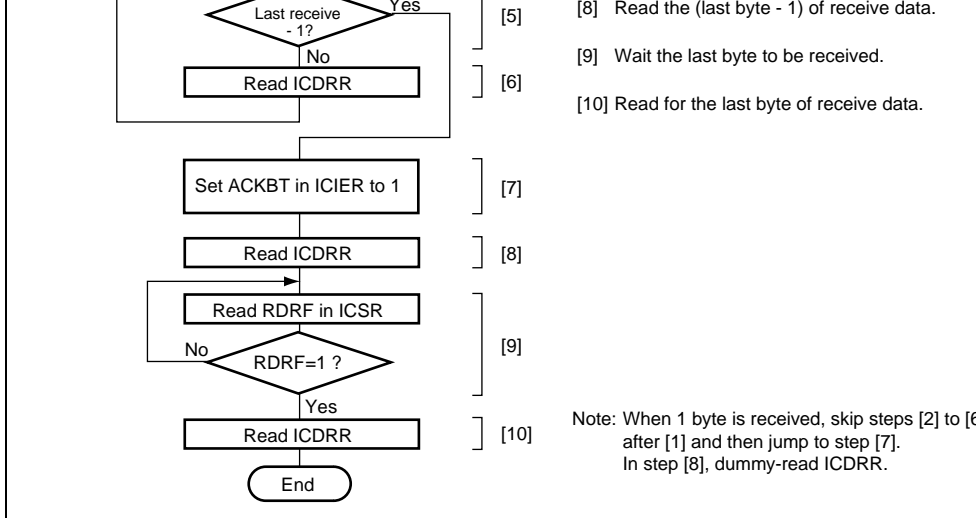 Yes
Last receive
- 1?
[5]
No
Read ICDRR
[6]
Set ACKBT in ICIER to 1
[7]
Read ICDRR
[8]
Read RDRF in ICSR
No
RDRF=1 ?
[9]
Yes
Read ICDRR
[10]
End
[8] Read the (last byte - 1) of receive data.
[9] Wait the last byte to be received.
[10] Read for the last byte of receive data.
Note: When 1 byte is received, skip steps [2] to [6
after [1] and then jump to step [7].
In step [8], dummy-read ICDRR.